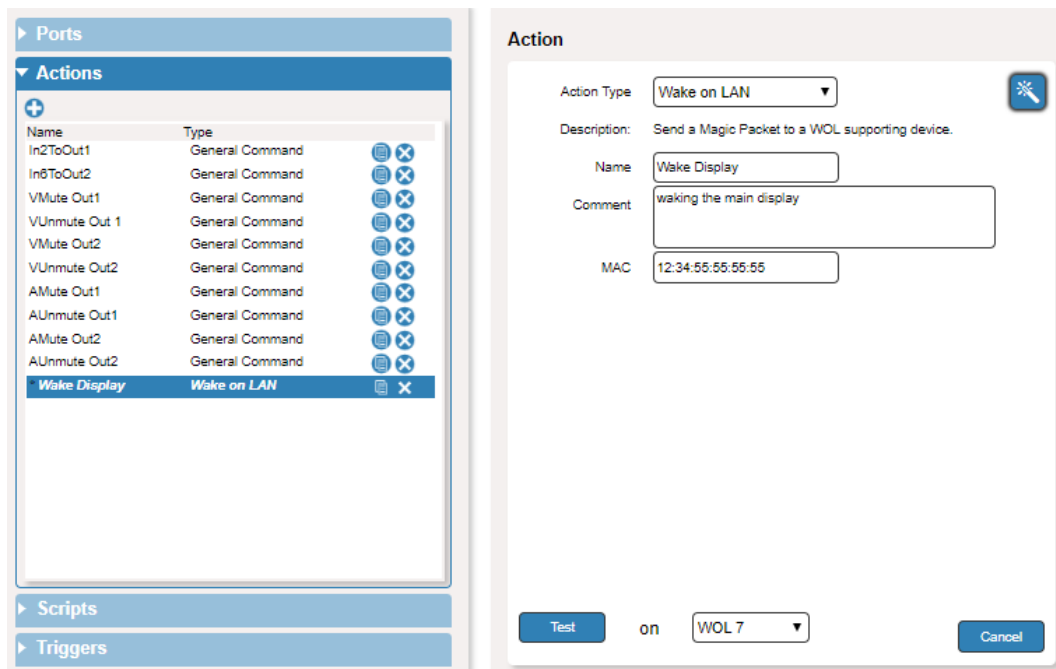 Ports
Actions
Name Type
In2ToOut1 General Command
In6ToOut2 General Command
VMute Out1 General Command
VUnmute Out 1 General Command
VMute Out2 General Command
VUnmute Out2 General Command
AMute Out1 General Command
AUnmute Out1 General Command
AMute Out2 General Command
AUnmute Out2 General Command
* Wake Display Wake on LAN
Scripts
Triggers
Action
Action Type Wake on LAN
Description: Send a Magic Packet to a WOL supporting device.
Name Wake Display
Comment waking the main display
MAC 12:34:55:55:55:55
Test on WOL 7
Cancel